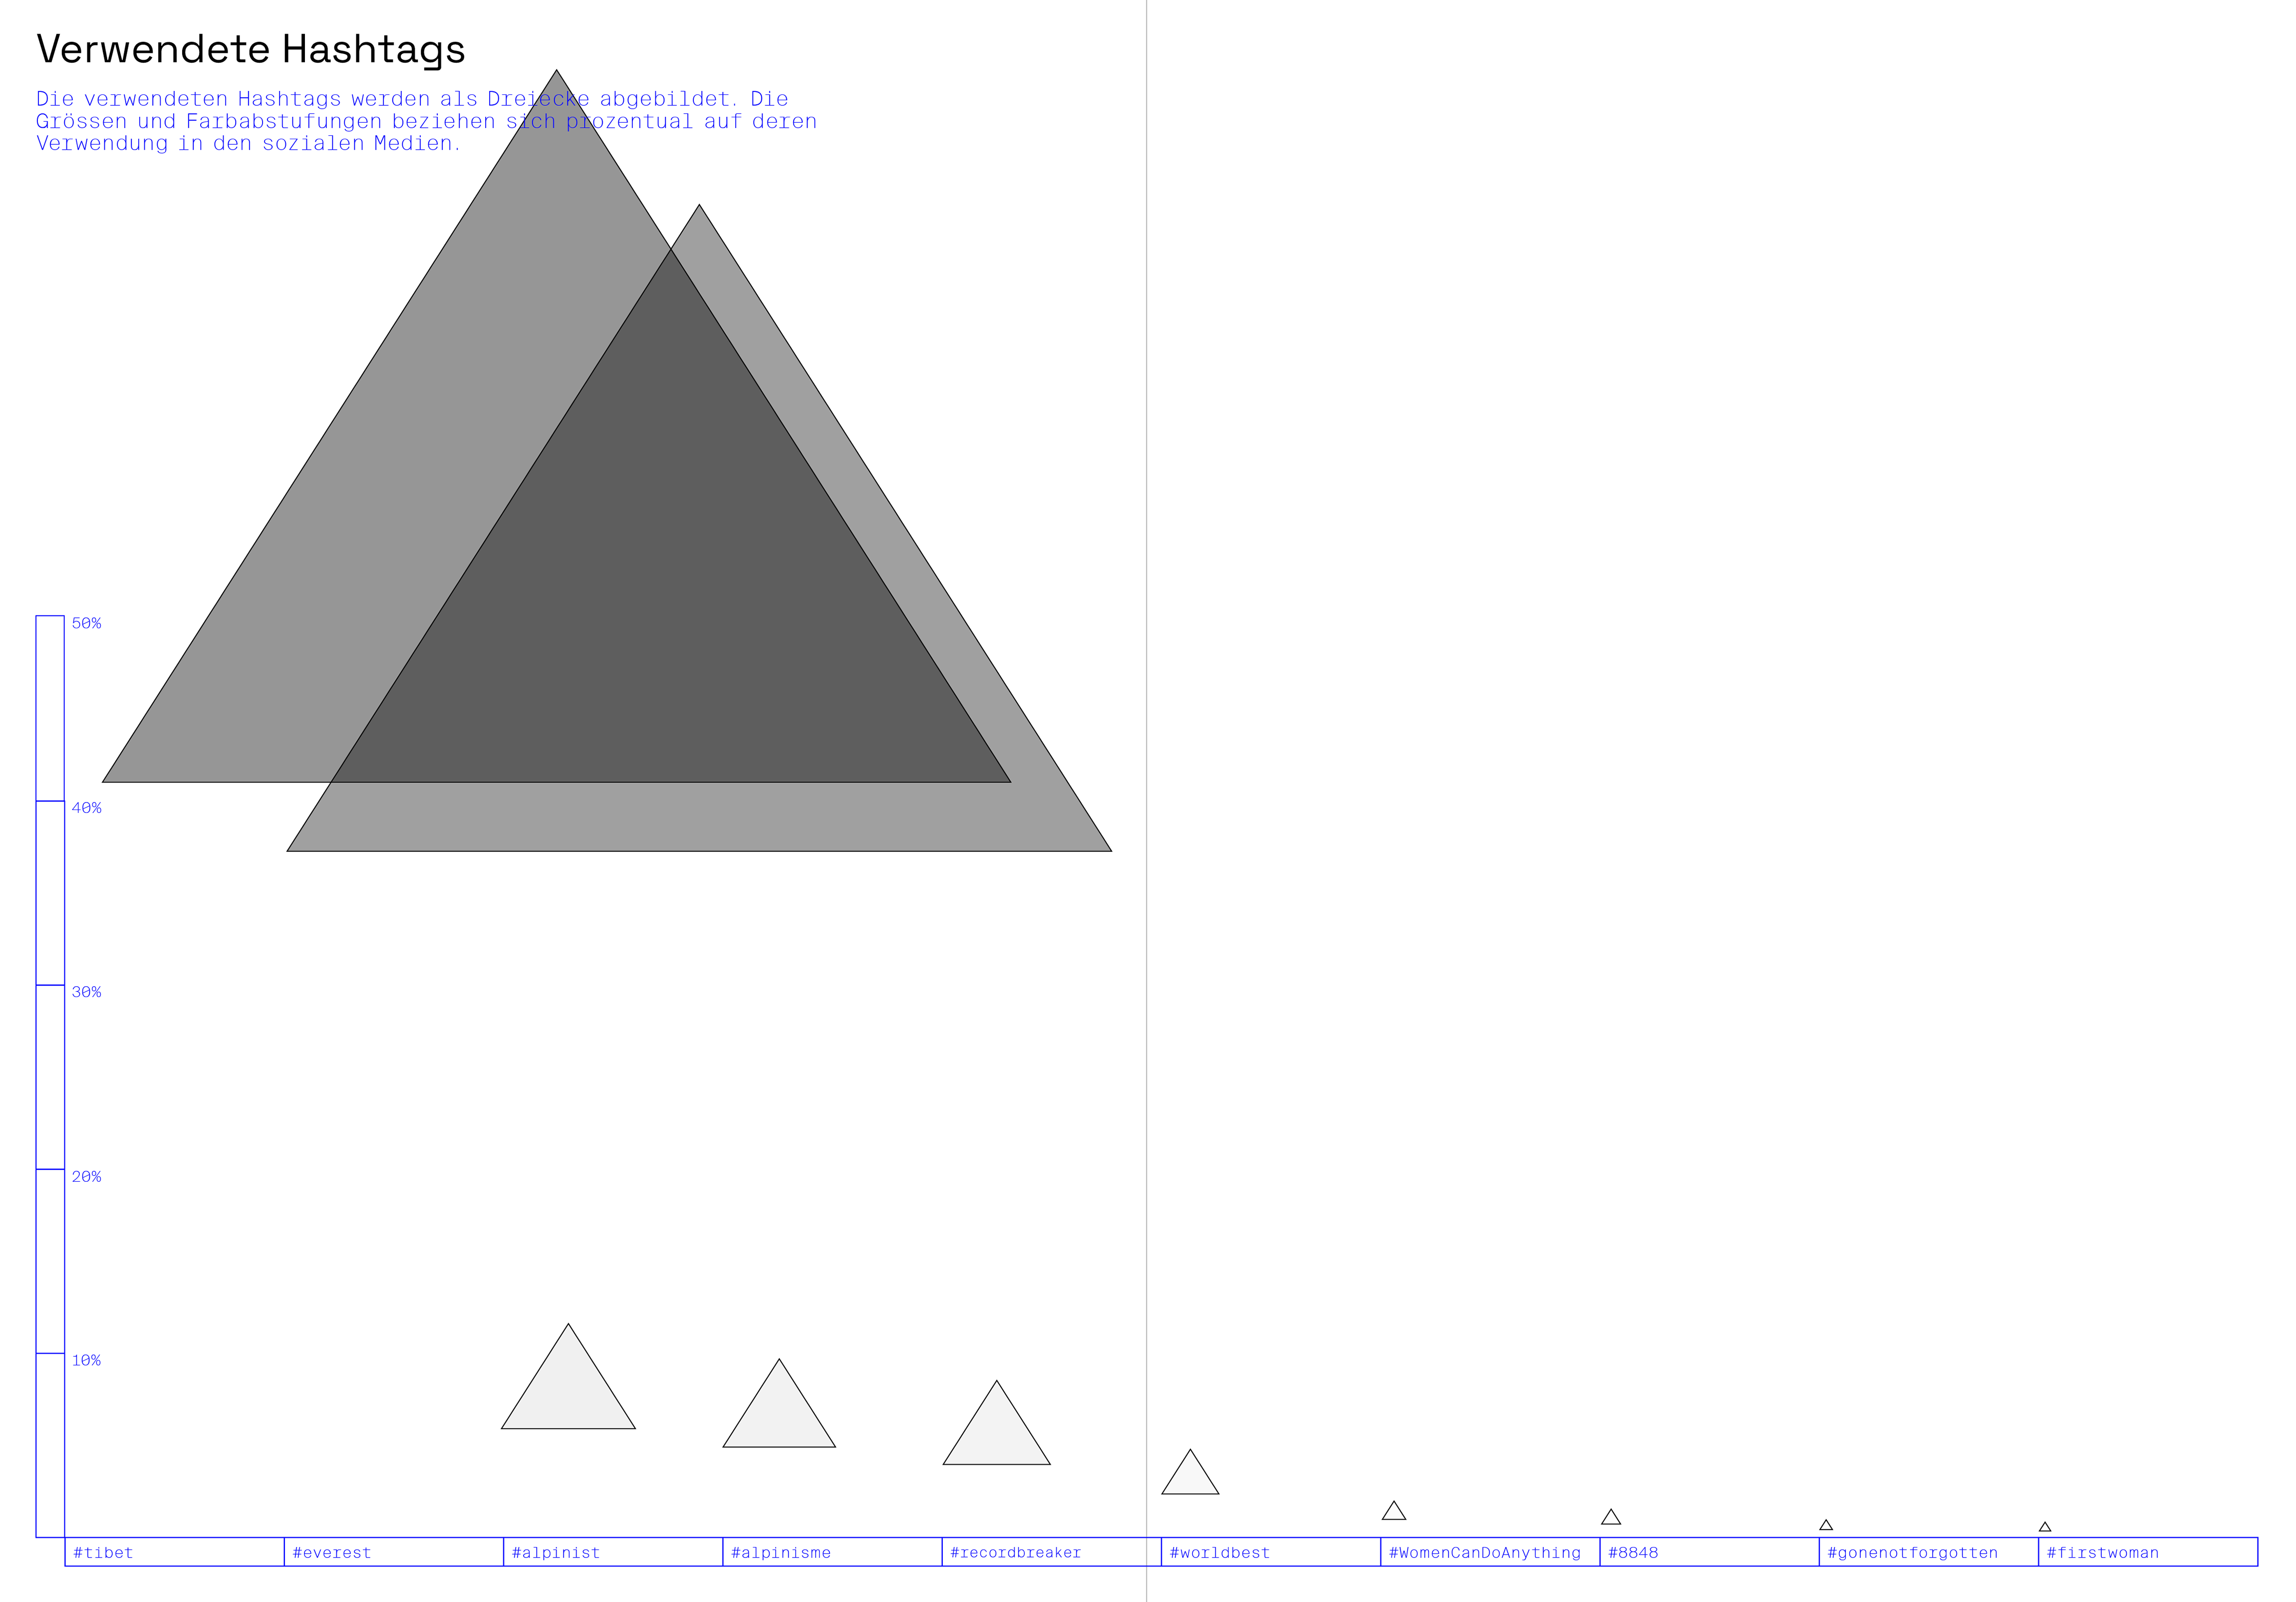 Verwendete Hashtags
Die verwendeten Hashtags werden als Dreiecke abgebildet. Die
Grössen und Farbabstufungen beziehen sich prozentual auf deren
Verwendung in den sozialen Medien.
50%
40%
30%
20%
10%
#tibet
#everest
#alpinist
#alpinisme
#recordbreaker
#worldbest
#WomenCanDoAnything
#8848
#gonenotforgotten
#firstwoman